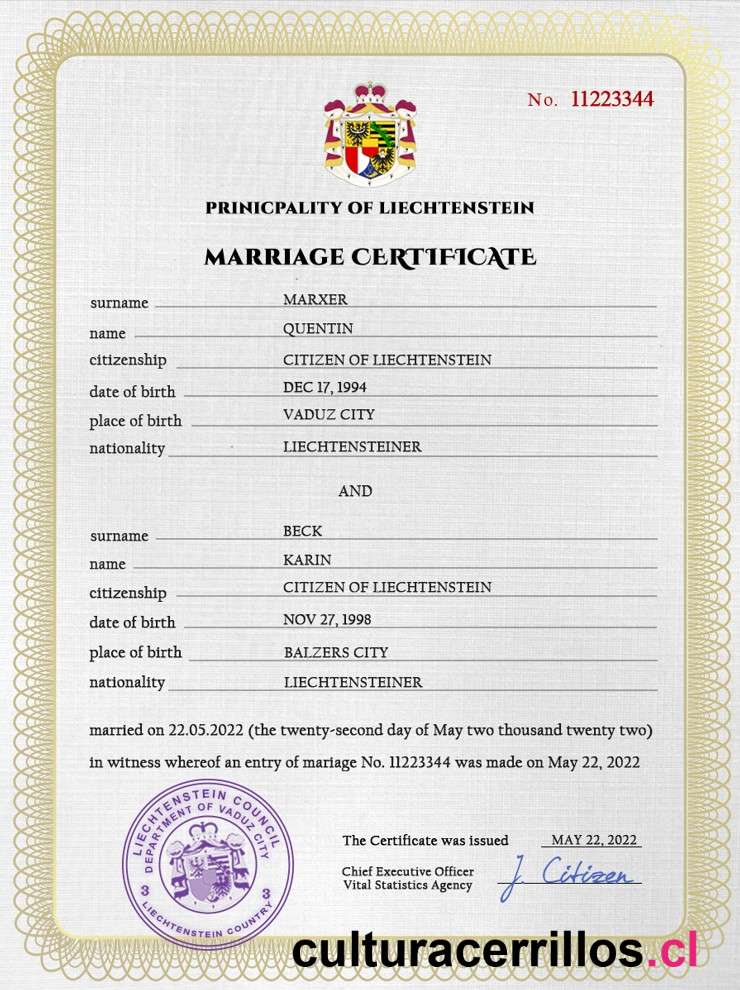 No. 11223344
PRINICPALITY OF LIECHTENSTEIN
MARRIAGE CERTIFICATE
surname MARXER
name QUENTIN
citizenship CITIZEN OF LIECHTENSTEIN
date of birth DEC 17, 1994
place of birth VADUZ CITY
nationality LIECHTENSTEINER
AND
surname BECK
name KARIN
citizenship CITIZEN OF LIECHTENSTEIN
date of birth NOV 27, 1998
place of birth BALZERS CITY
nationality LIECHTENSTEINER
married on 22.05.2022 (the twenty-second day of May two thousand twenty two)
in witness whereof an entry of mariage No. 11223344 was made on May 22, 2022
LIECHTENSTEIN COUNCIL
DEPARTMENT OF VADUZ CITY
3 3
LIECHTENSTEIN COUNTRY
The Certificate was issued MAY 22, 2022
Chief Executive Officer
Vital Statistics Agency J. Citizen
culturacerrillos.cl